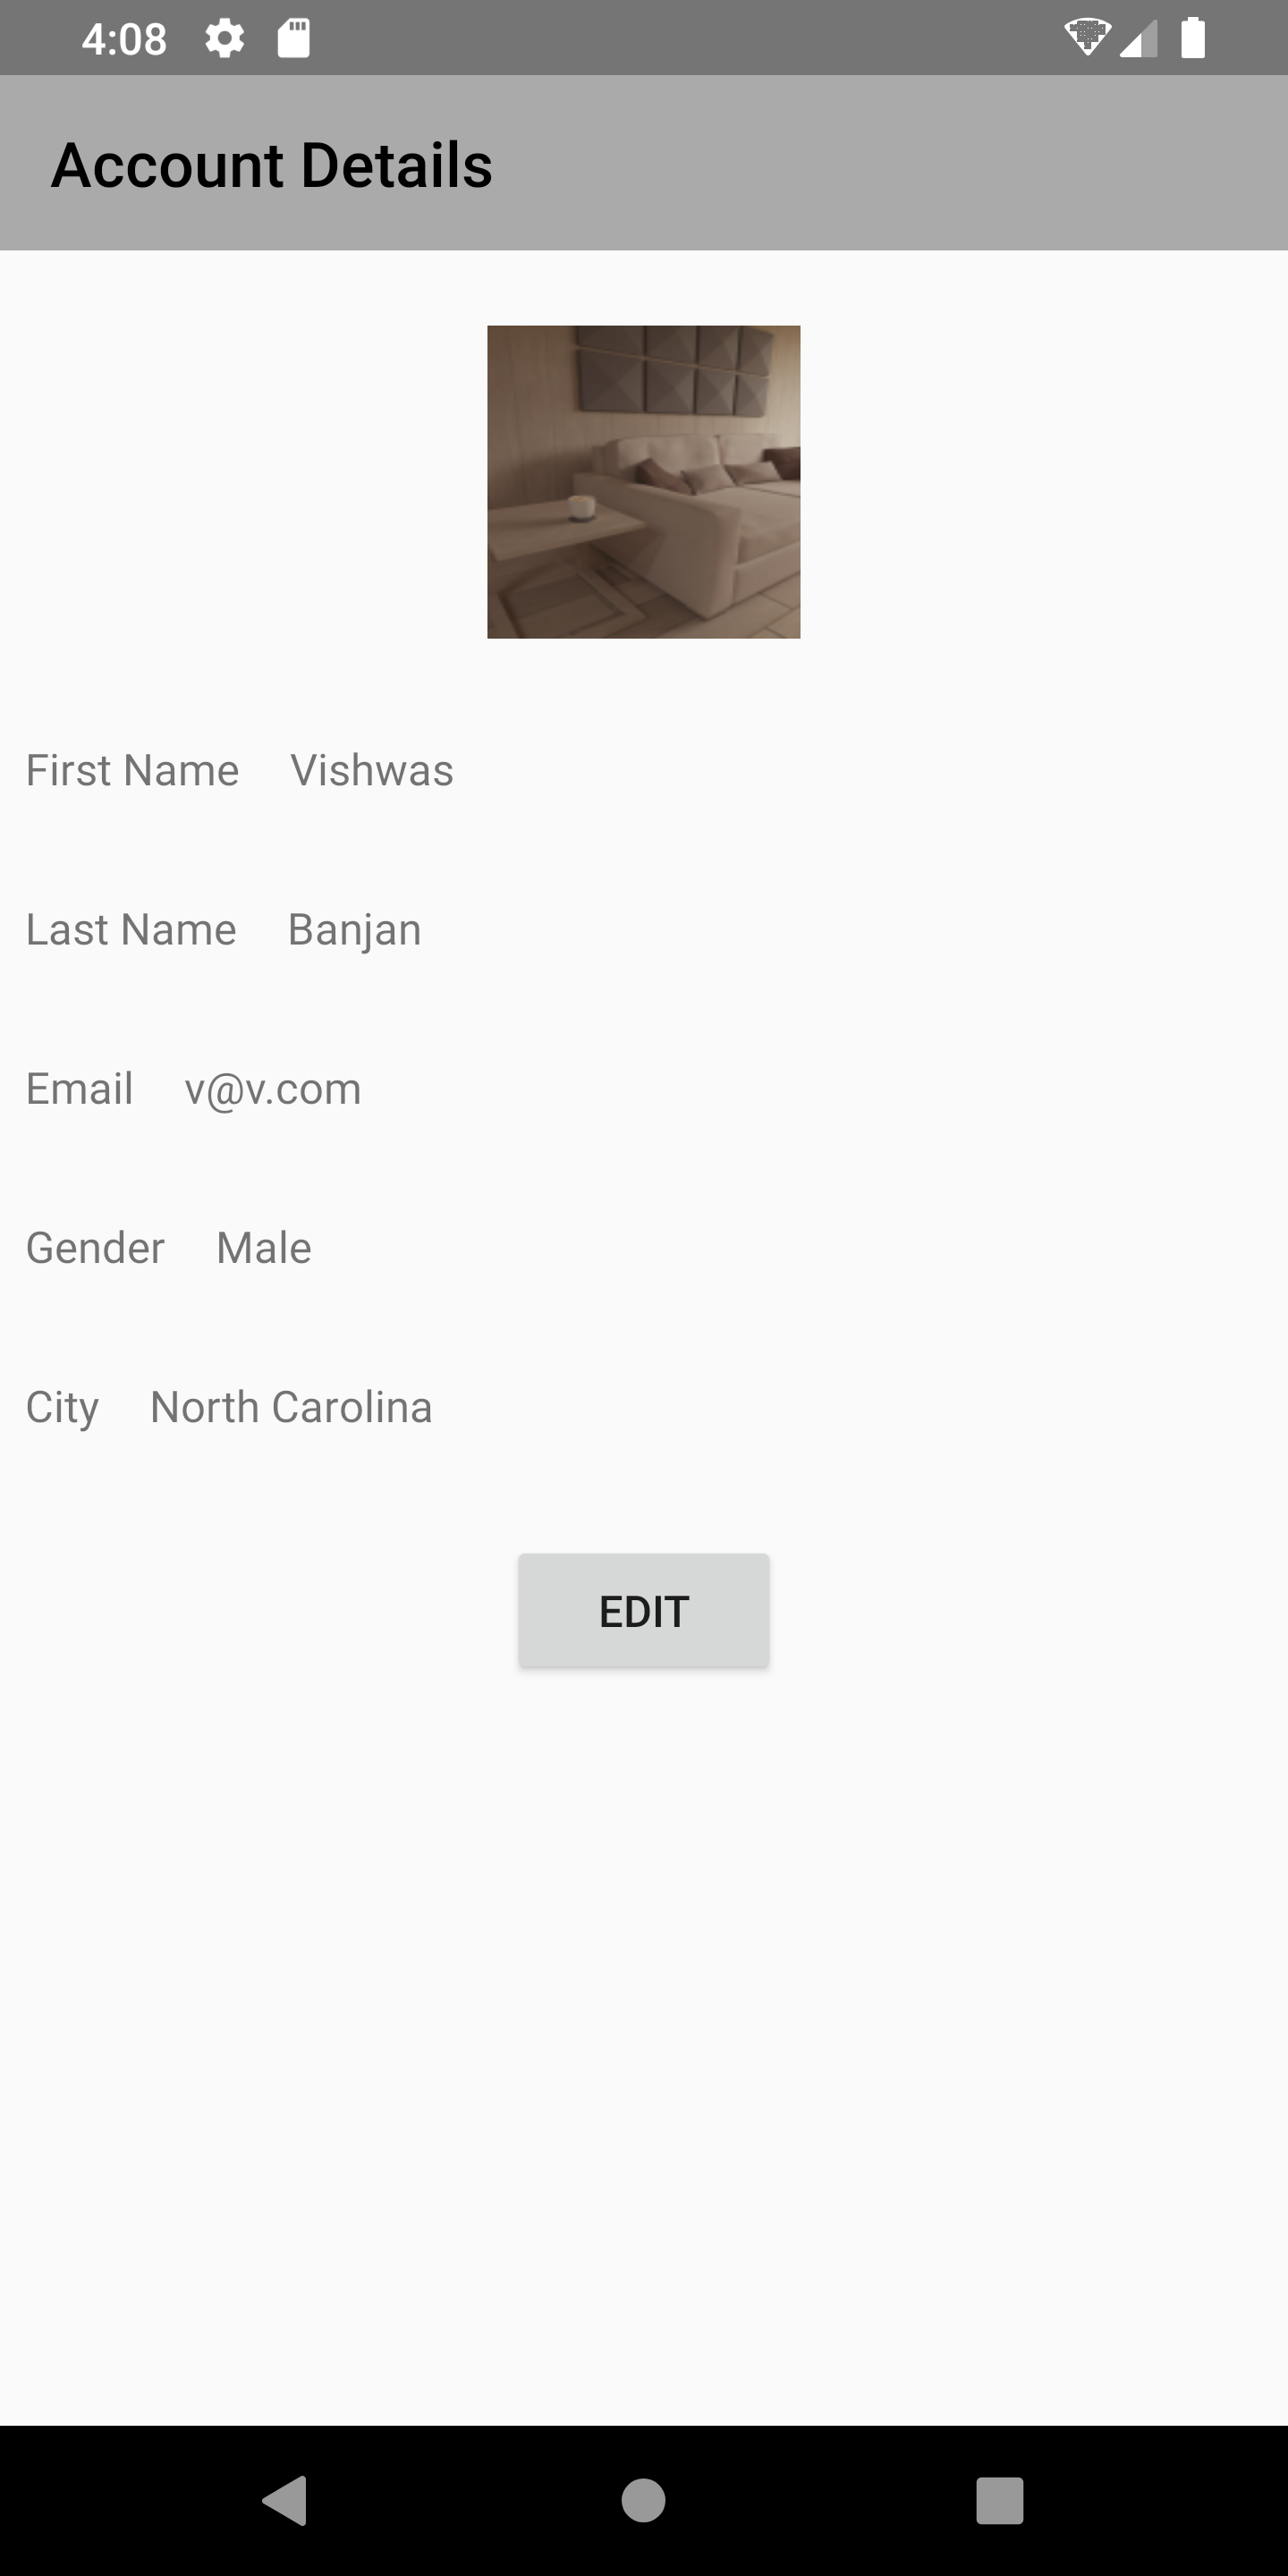 4:08
Account Details
First Name Vishwas
Last Name Banjan
Email v@v.com
Gender Male
City North Carolina
EDIT